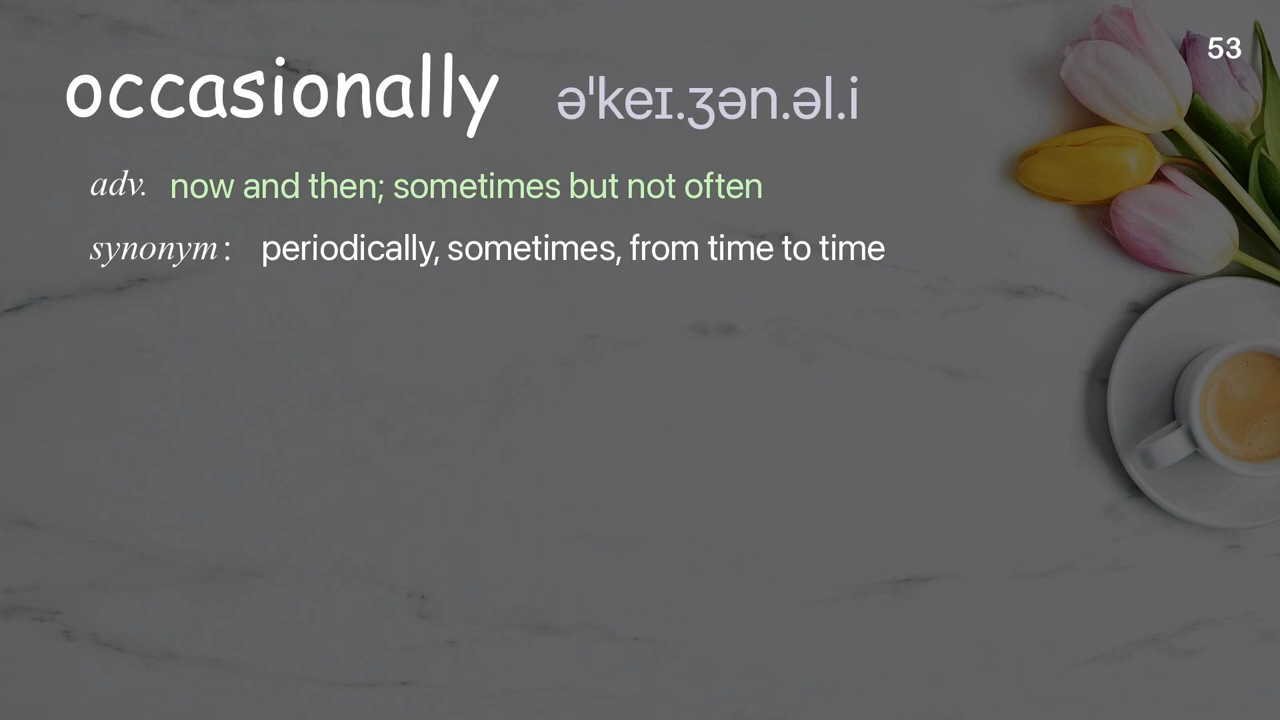 53
occasionally əˈkeɪ.ʒən.əl.i
adv. now and then; sometimes but not often
synonym: periodically, sometimes, from time to time